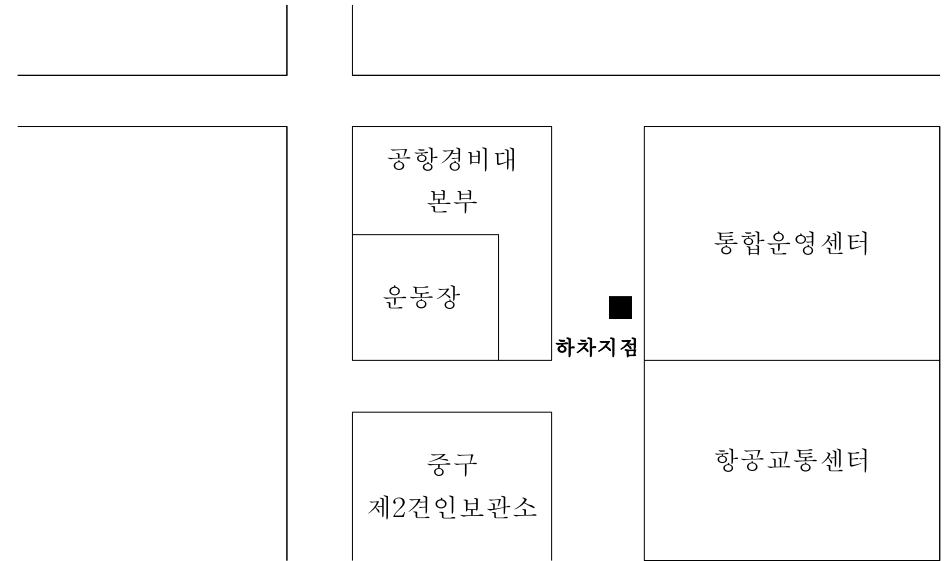 공항경비대
본부
통합운영센터
운동장
하차지점
중구
제2견인보관소
항공교통센터